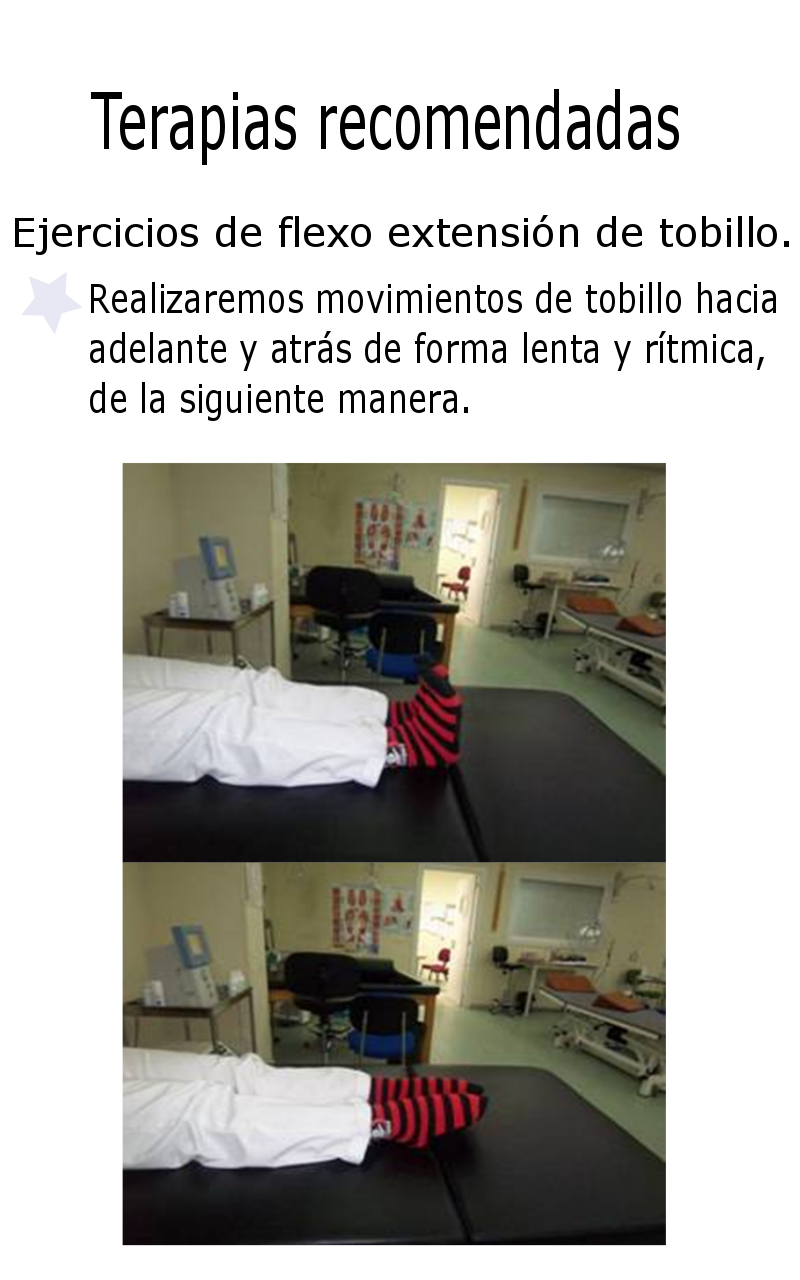 Terapias recomendadas
Ejercicios de flexo extensión de tobillo.
Realizaremos movimientos de tobillo hacia
adelante y atrás de forma lenta y rítmica,
de la siguiente manera.